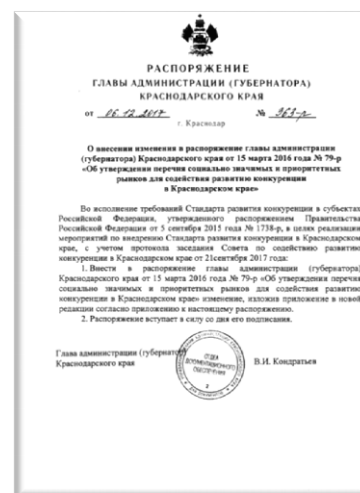 РАСПОРЯЖЕНИЕ
ГЛАВЫ АДМИНИСТРАЦИИ (ГУБЕРНАТОРА)
КРАСНОДАРСКОГО КРАЯ
от 06.12.2017 № 363-р
г. Краснодар
О внесении изменения в распоряжение главы администрации
(губернатора) Краснодарского края от 15 марта 2016 года № 79-р
«Об утверждении перечня социально значимых и приоритетных
рынков для содействия развитию конкуренции
в Краснодарском крае»
Во исполнение требований Стандарта развития конкуренции в субъектах
Российской Федерации, утвержденного распоряжением Правительства
Российской Федерации от 5 сентября 2015 года № 1738-р, в целях реализации
мероприятий по внедрению Стандарта развития конкуренции в Краснодарском
крае, с учетом протокола заседания Совета по содействию развитию
конкуренции в Краснодарском крае от 21сентября 2017 года:
1. Внести в распоряжение главы администрации (губернатора)
Краснодарского края от 15 марта 2016 года № 79-р «Об утверждении перечня
социально значимых и приоритетных рынков для содействия развитию
конкуренции в Краснодарском крае» изменение, изложив приложение в новой
редакции согласно приложению к настоящему распоряжению.
2. Распоряжение вступает в силу со дня его подписания.
Глава администрации (губернатор)
Краснодарского края
В.И. Кондратьев
ОТДЕЛ
ДОКУМЕНТАЦИОННОГО
ОБЕСПЕЧЕНИЯ
2